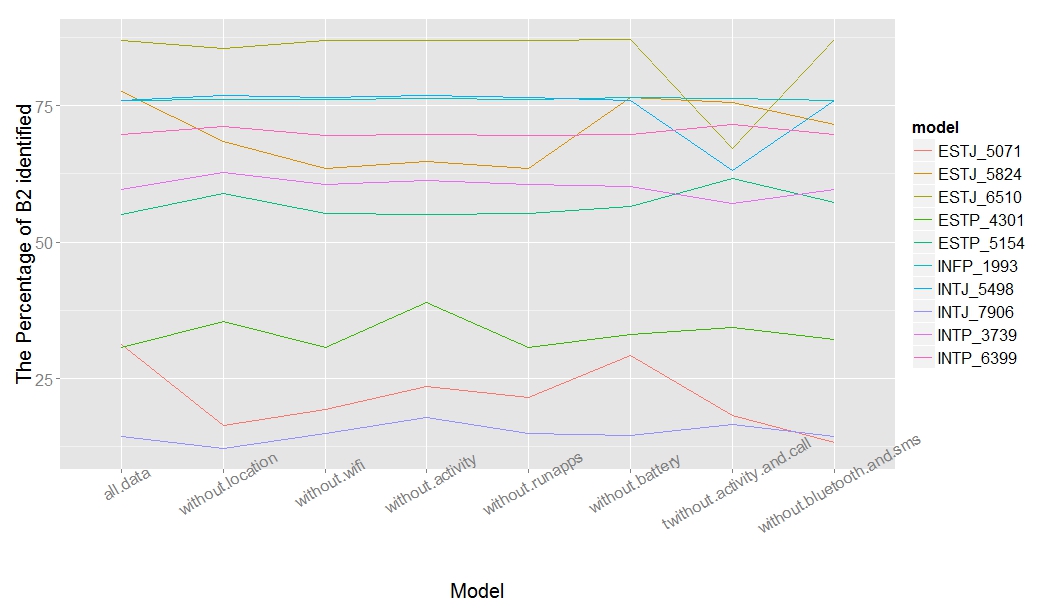 The Percentage of B2 identified
75
50
25
all.data
without.location
without.wifi
without.activity
without.runapps
without.battery
twithout.activity.and.call
without.bluetooth.and.sms
Model
model
ESTJ_5071
ESTJ_5824
ESTJ_6510
ESTP_4301
ESTP_5154
INFP_1993
INTJ_5498
INTJ_7906
INTP_3739
INTP_6399